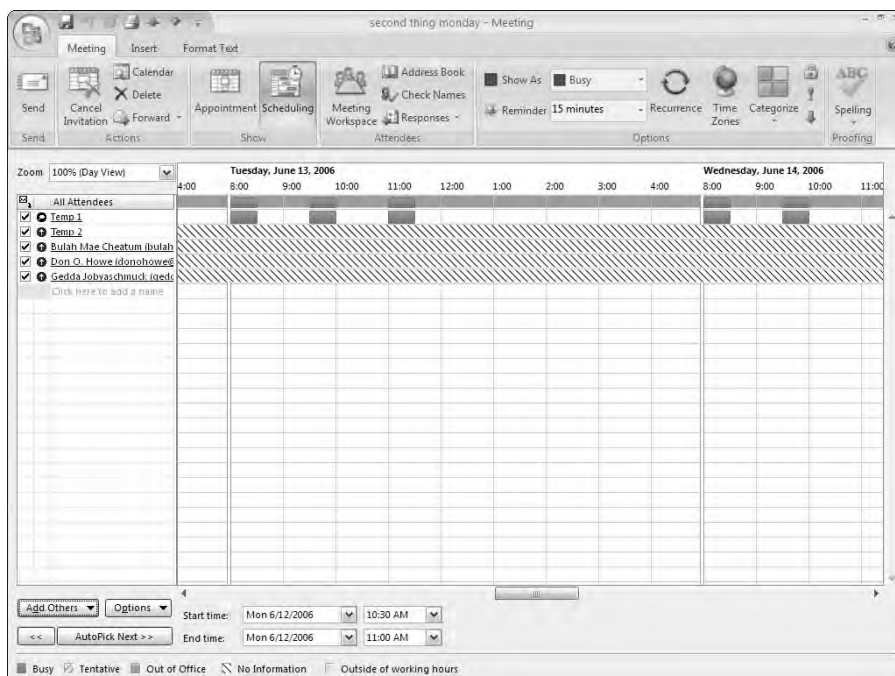 second thing monday - Meeting
Meeting Insert Format Text
Send
Cancel Invitation
Calendar
Delete
Forward
Appointment
Scheduling
Meeting Workspace
Address Book
Check Names
Responses
Show As Busy
Reminder 15 minutes
Recurrence
Time Zones
Categorize
ABC
Spelling
Send Actions Show Attendees Options Proofing
Zoom 100% (Day View)
Tuesday, June 13, 2006 Wednesday, June 14, 2006
4:00 8:00 9:00 10:00 11:00 12:00 1:00 2:00 3:00 4:00 8:00 9:00 10:00 11:00
All Attendees
Temp 1
Temp 2
Bulah Mae Cheatum (bulah
Don O. Howe (donohowe@
Gedda Jobyaschmuck (gedd
Click here to add a name
Add Others Options
Start time: Mon 6/12/2006 10:30 AM
<< AutoPick Next >>
End time: Mon 6/12/2006 11:00 AM
Busy Tentative Out of Office No Information Outside of working hours